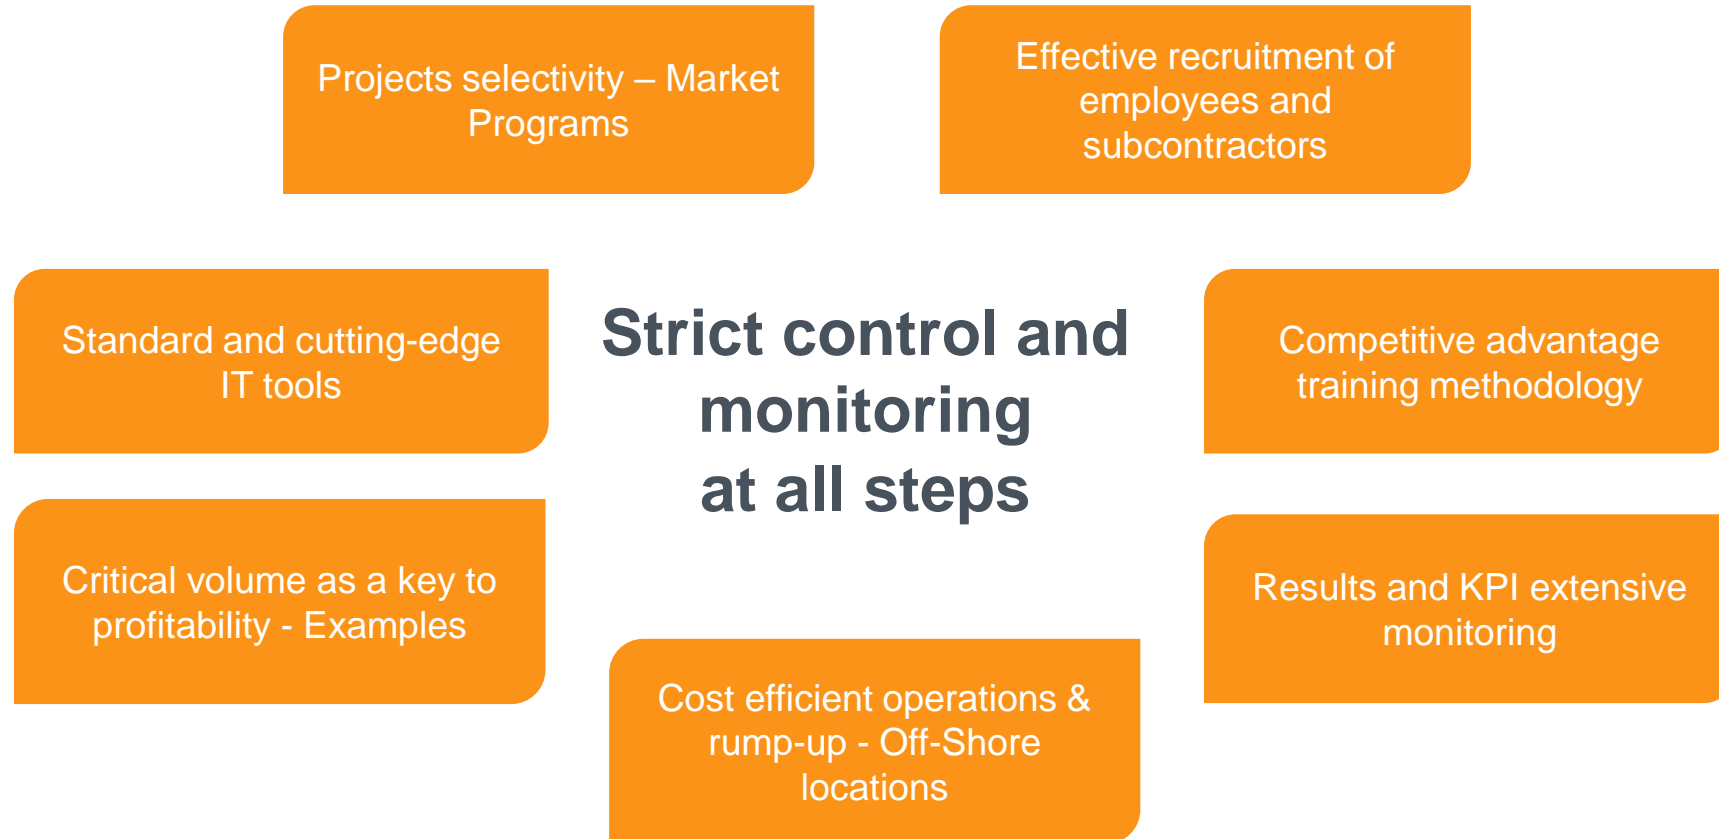 Projects selectivity – Market
Programs
Effective recruitment of
employees and
subcontractors
Standard and cutting-edge
IT tools
Strict control and
monitoring
at all steps
Competitive advantage
training methodology
Critical volume as a key to
profitability - Examples
Results and KPI extensive
monitoring
Cost efficient operations &
rump-up - Off-Shore
locations